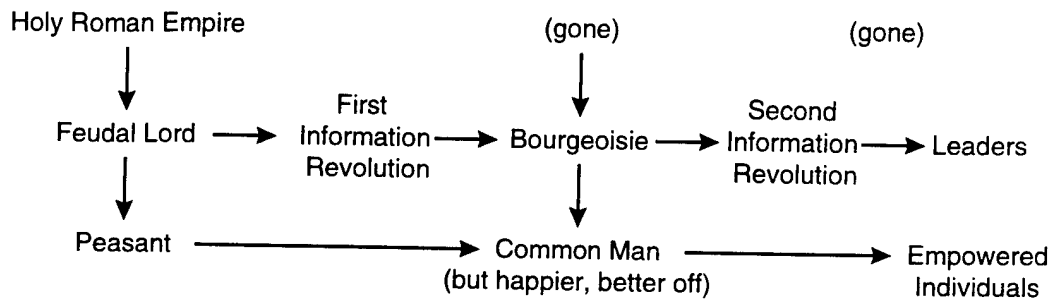 Holy Roman Empire
(gone)
(gone)
Feudal Lord
First
Information
Revolution
Bourgeoisie
Second
Information
Revolution
Leaders
Peasant
Common Man
(but happier, better off)
Empowered
Individuals